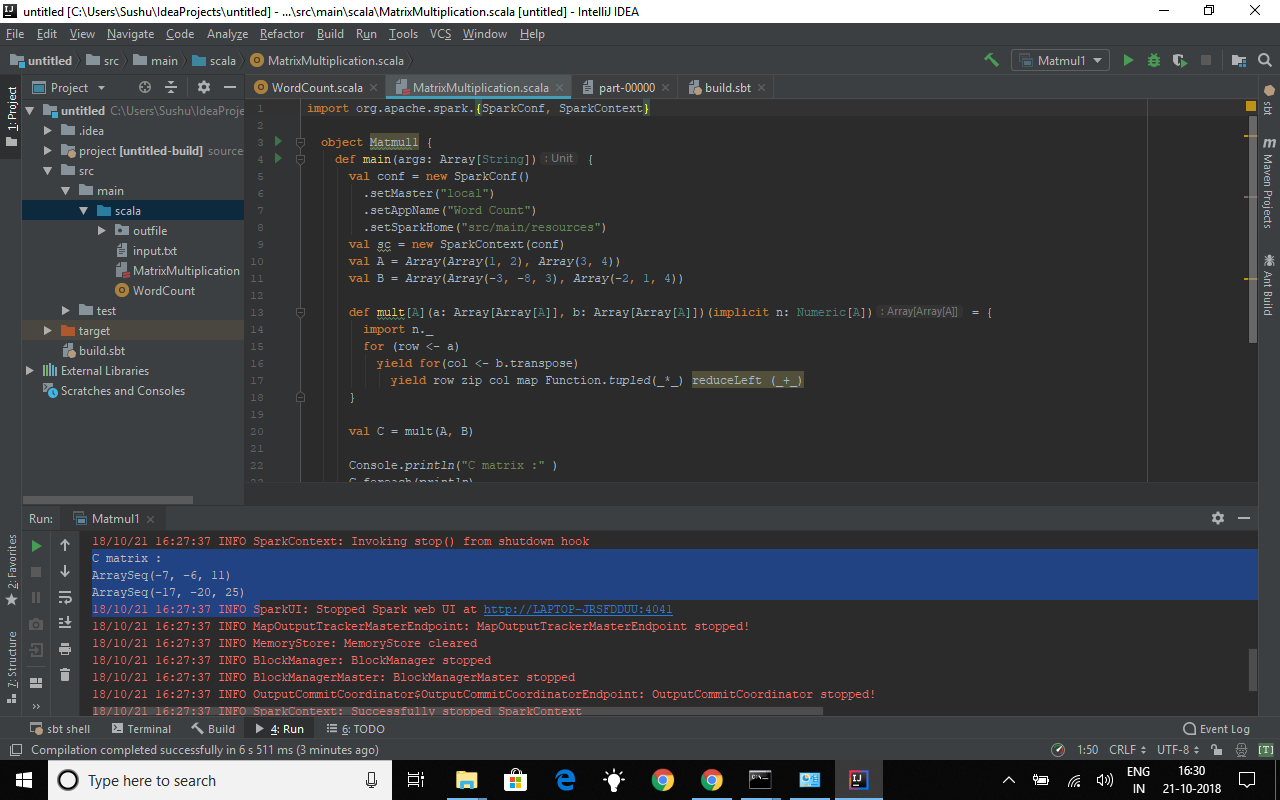 untitled [C:\Users\Sushu\IdeaProjects\untitled] - ...\src\main\scala\MatrixMultiplication.scala [untitled] - IntelliJ IDEA
File Edit View Navigate Code Analyze Refactor Build Run Tools VCS Window Help
untitled src main scala MatrixMultiplication.scala Matmul1
1: Project
Project
WordCount.scala MatrixMultiplication.scala part-00000 build.sbt
untitled C:\Users\Sushu\IdeaProje
.idea
project [untitled-build] source
src
main
scala
outfile
input.txt
MatrixMultiplication
WordCount
test
target
build.sbt
External Libraries
Scratches and Consoles
1 import org.apache.spark.{SparkConf, SparkContext}
2
3 object Matmul1 {
4 def main(args: Array[String]) : Unit {
5 val conf = new SparkConf()
6 .setMaster("local")
7 .setAppName("Word Count")
8 .setSparkHome("src/main/resources")
9 val sc = new SparkContext(conf)
10 val A = Array(Array(1, 2), Array(3, 4))
11 val B = Array(Array(-3, -8, 3), Array(-2, 1, 4))
12
13 def mult[A](a: Array[Array[A]], b: Array[Array[A]])(implicit n: Numeric[A]) : Array[Array[A]] = {
14 import n._
15 for (row <- a)
16 yield for(col <- b.transpose)
17 yield row zip col map Function.tupled(_*_) reduceLeft (_+_)
18 }
19
20 val C = mult(A, B)
21
22 Console.println("C matrix :" )
C.foreach(println)
sbt
Maven Projects
Ant Build
2: Favorites
7: Structure
Run: Matmul1
18/10/21 16:27:37 INFO SparkContext: Invoking stop() from shutdown hook
C matrix :
ArraySeq(-7, -6, 11)
ArraySeq(-17, -20, 25)
18/10/21 16:27:37 INFO SparkUI: Stopped Spark web UI at http://LAPTOP-JRSFDDUU:4041
18/10/21 16:27:37 INFO MapOutputTrackerMasterEndpoint: MapOutputTrackerMasterEndpoint stopped!
18/10/21 16:27:37 INFO MemoryStore: MemoryStore cleared
18/10/21 16:27:37 INFO BlockManager: BlockManager stopped
18/10/21 16:27:37 INFO BlockManagerMaster: BlockManagerMaster stopped
18/10/21 16:27:37 INFO OutputCommitCoordinator$OutputCommitCoordinatorEndpoint: OutputCommitCoordinator stopped!
18/10/21 16:27:37 INFO SparkContext: Successfully stopped SparkContext
sbt shell Terminal Build 4: Run 6: TODO Event Log
Compilation completed successfully in 6 s 511 ms (3 minutes ago) 1:50 CRLF UTF-8 [T]
Type here to search
ENG 16:30
IN 21-10-2018